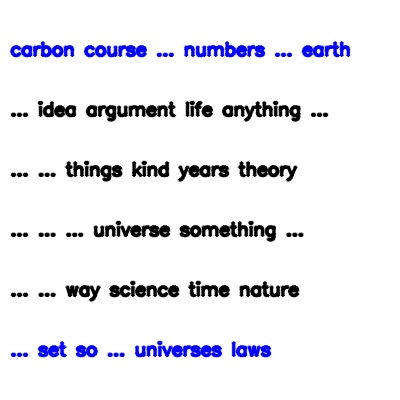 carbon course ... numbers ... earth
... idea argument life anything ...
... ... things kind years theory
... ... ... universe something ...
... ... way science time nature
... set so ... universes laws